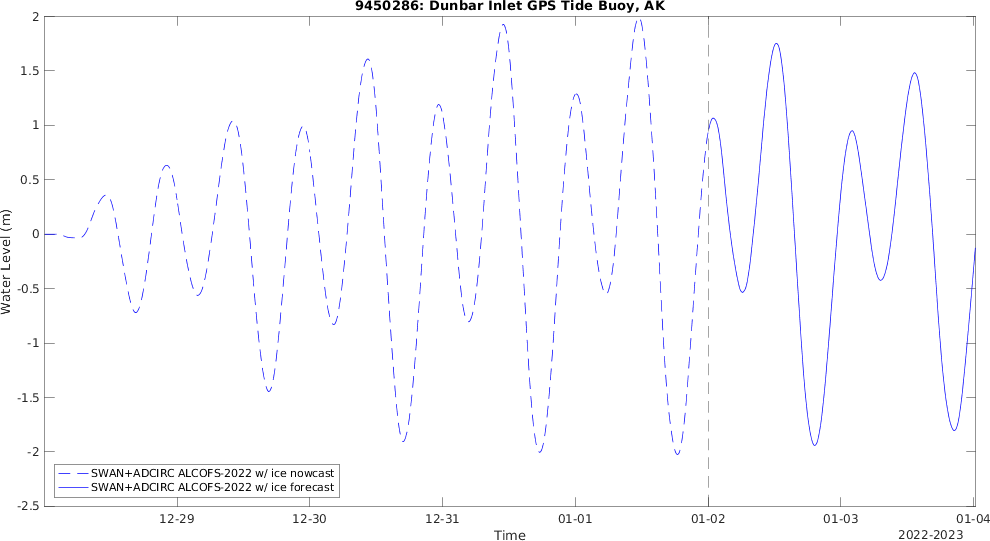 9450286: Dunbar Inlet GPS Tide Buoy, AK
2
1.5
1
0.5
0
-0.5
-1
-1.5
-2
-2.5
Water Level (m)
SWAN+ADCIRC ALCOFS-2022 w/ ice nowcast
SWAN+ADCIRC ALCOFS-2022 w/ ice forecast
12-29 12-30 12-31 01-01 01-02 01-03 01-04
Time
2022-2023